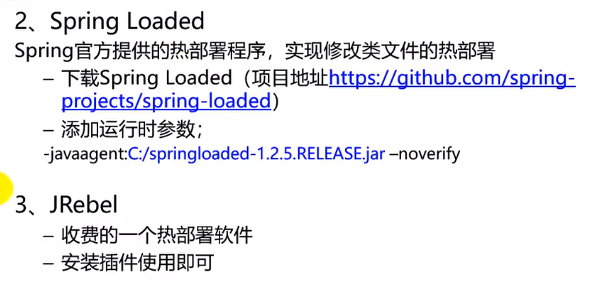 2、Spring Loaded
Spring官方提供的热部署程序，实现修改类文件的热部署
– 下载Spring Loaded（项目地址https://github.com/spring-
projects/spring-loaded）
– 添加运行时参数；
-javaagent:C:/springloaded-1.2.5.RELEASE.jar –noverify
3、JRebel
– 收费的一个热部署软件
– 安装插件使用即可